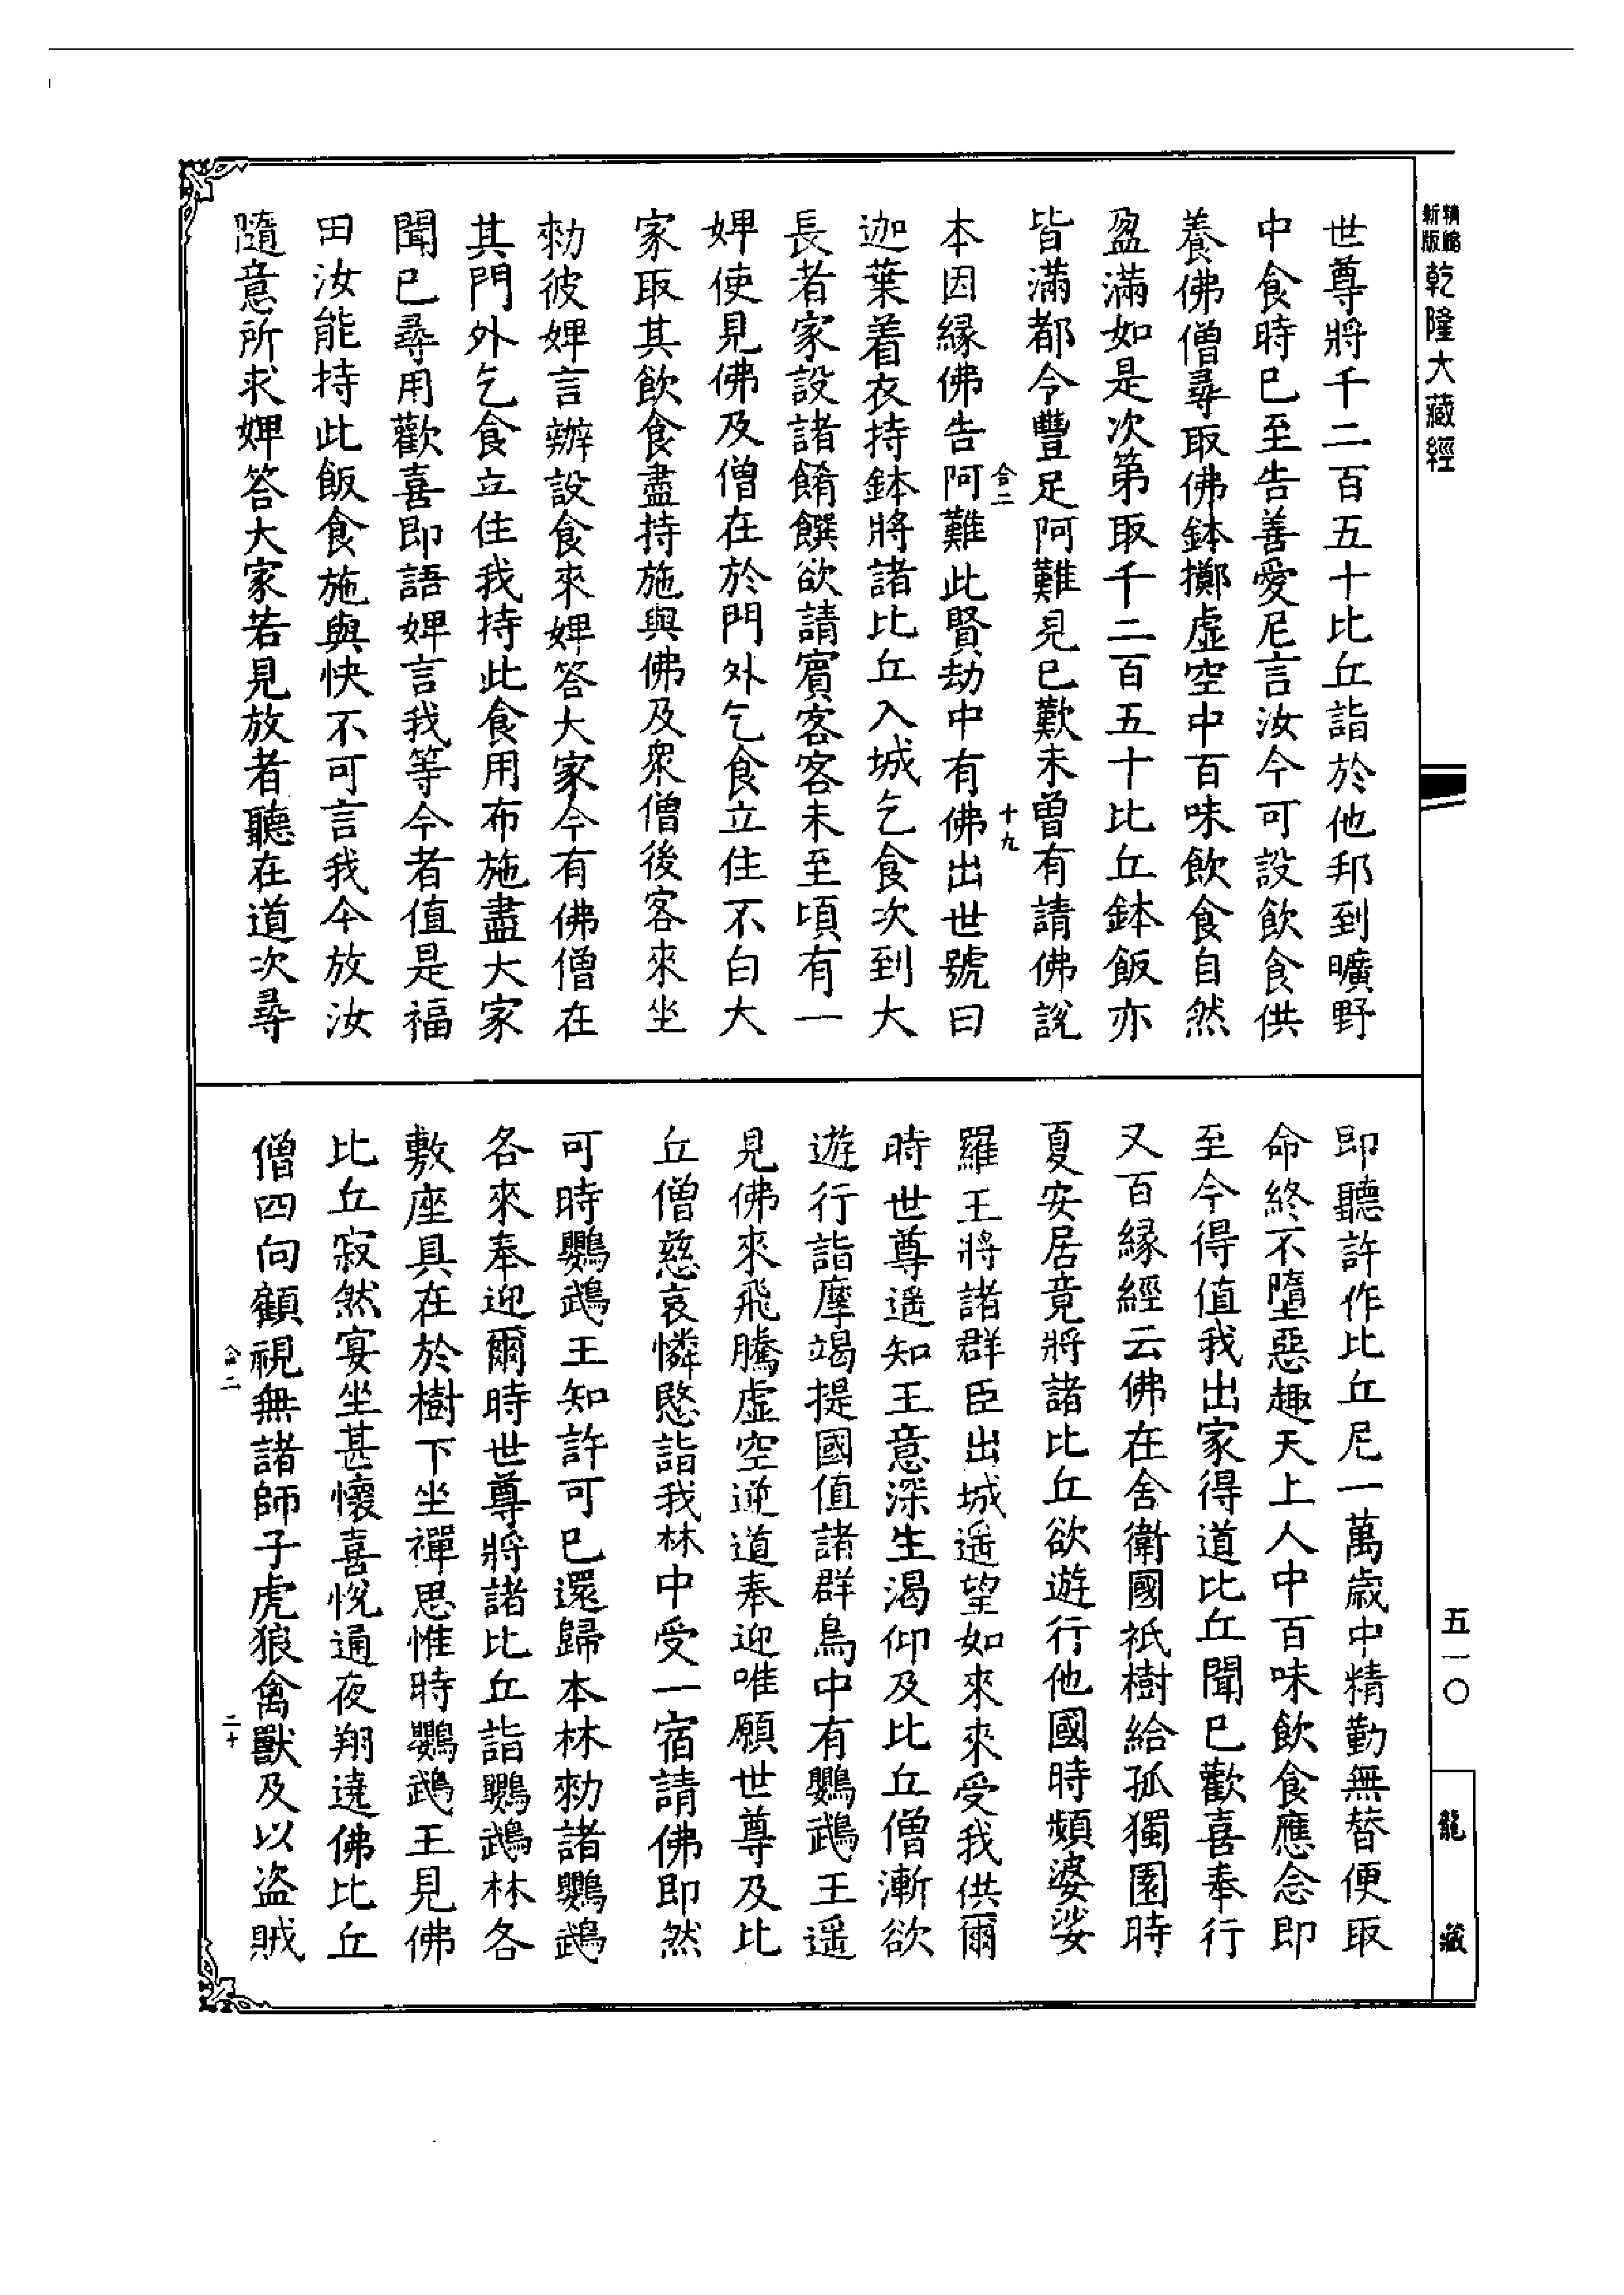 精縮
新版
乾隆大藏經
世尊將千二百五十比丘詣於他邦到曠野
中食時已至告善愛尼言汝今可設飲食供
養佛僧尋取佛鉢擲虛空中百味飲食自然
盈滿如是次第取千二百五十比丘鉢飯亦
皆滿都令豐足阿難見已歎未曾有請佛說
合二
十九
本因緣佛告阿難此賢劫中有佛出世號曰
迦葉着衣持鉢將諸比丘入城乞食次到大
長者家設諸餚饌欲請賓客客未至頃有一
婢使見佛及僧在於門外乞食立住不白大
家取其飲食盡持施與佛及衆僧後客來坐
勑彼婢言辦設食來婢答大家今有佛僧在
其門外乞食立住我持此食用布施盡大家
聞已尋用歡喜即語婢言我等今者值是福
田汝能持此飯食施與快不可言我今放汝
隨意所求婢答大家若見放者聽在道次尋
五一〇
龍藏
即聽許作比丘尼一萬歲中精勤無替便取
命終不墮惡趣天上人中百味飲食應念即
至今得值我出家得道比丘聞已歡喜奉行
又百緣經云佛在舍衛國祇樹給孤獨園時
夏安居竟將諸比丘欲遊行他國時頻婆娑
羅王將諸群臣出城遥望如來來受我供爾
時世尊遥知王意深生渴仰及比丘僧漸欲
遊行詣摩竭提國值諸群鳥中有鸚鵡王遥
見佛來飛騰虛空逆道奉迎唯願世尊及比
丘僧慈哀憐愍詣我林中受一宿請佛即然
可時鸚鵡王知許可已還歸本林勑諸鸚鵡
各來奉迎爾時世尊將諸比丘詣鸚鵡林各
敷座具在於樹下坐禪思惟時鸚鵡王見佛
比丘寂然宴坐甚懷喜悅通夜翔遶佛比丘
僧四向顧視無諸師子虎狼禽獸及以盜賊
合二
二十